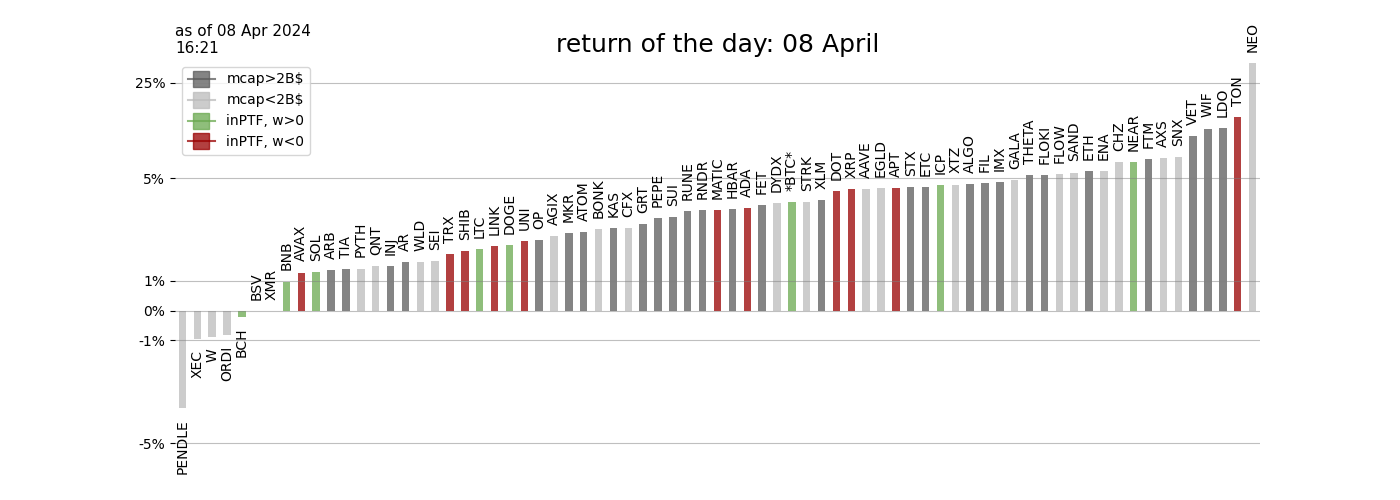 as of 08 Apr 2024
16:21
return of the day: 08 April
mcap>2B$
mcap<2B$
inPTF, w>0
inPTF, w<0
25%
5%
1%
0%
-1%
-5%
PENDLE
XEC
W
ORDI
BCH
BSV
XMR
BNB
AVAX
SOL
ARB
TIA
PYTH
QNT
INJ
AR
WLD
SEI
TRX
SHIB
LTC
LINK
DOGE
UNI
OP
AGIX
MKR
ATOM
BONK
KAS
CFX
GRT
PEPE
SUI
RUNE
RNDR
MATIC
HBAR
ADA
FET
DYDX
*BTC*
STRK
XLM
DOT
XRP
AAVE
EGLD
APT
STX
ETC
ICP
XTZ
ALGO
FIL
IMX
GALA
THETA
FLOKI
FLOW
SAND
ETH
ENA
CHZ
NEAR
FTM
AXS
SNX
VET
WIF
LDO
TON
NEO